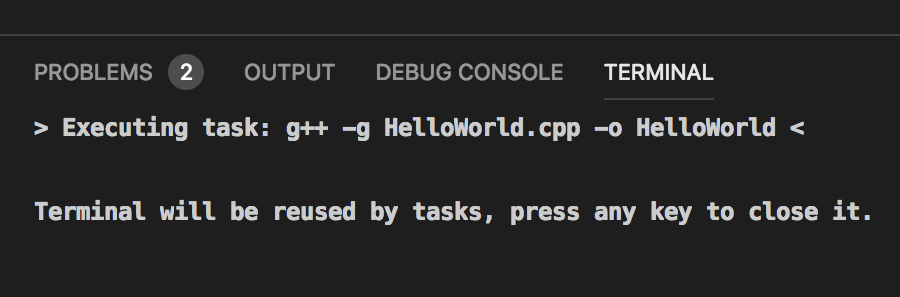 PROBLEMS 2 OUTPUT DEBUG CONSOLE TERMINAL
> Executing task: g++ -g HelloWorld.cpp -o HelloWorld <
Terminal will be reused by tasks, press any key to close it.